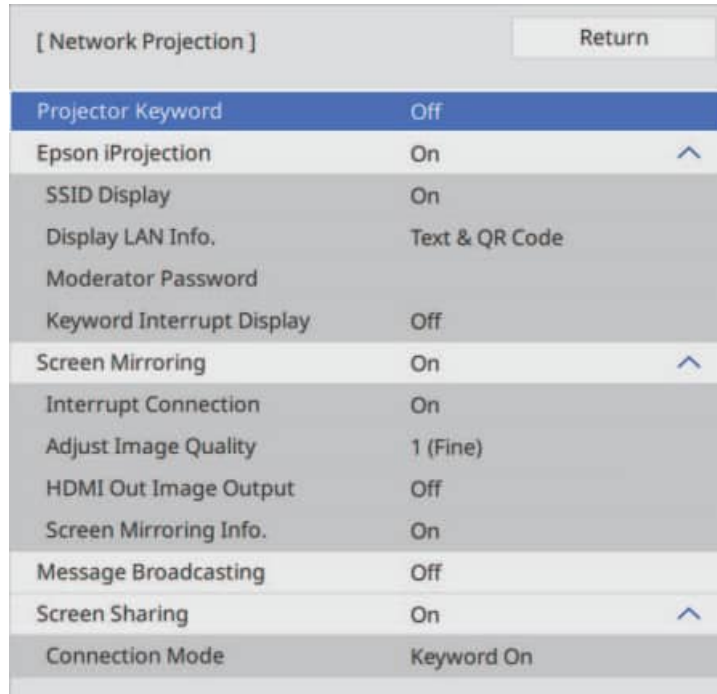 [ Network Projection ] Return
Projector Keyword Off
Epson iProjection On
SSID Display On
Display LAN Info. Text & QR Code
Moderator Password
Keyword Interrupt Display Off
Screen Mirroring On
Interrupt Connection On
Adjust Image Quality 1 (Fine)
HDMI Out Image Output Off
Screen Mirroring Info. On
Message Broadcasting Off
Screen Sharing On
Connection Mode Keyword On